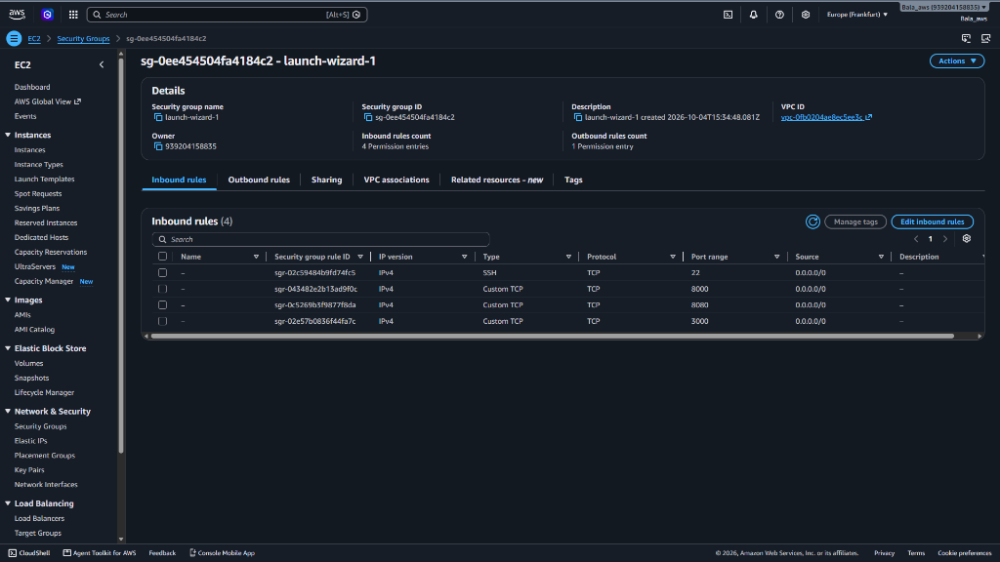 aws
Search [Alt+S]
Europe (Frankfurt) ▼
Bala_aws (939204158835) ▼
Bala_aws
EC2 > Security Groups > sg-0ee454504fa4184c2
EC2
Dashboard
AWS Global View
Events
Instances
Instances
Instance Types
Launch Templates
Spot Requests
Savings Plans
Reserved Instances
Dedicated Hosts
Capacity Reservations
UltraServers New
Capacity Manager New
Images
AMIs
AMI Catalog
Elastic Block Store
Volumes
Snapshots
Lifecycle Manager
Network & Security
Security Groups
Elastic IPs
Placement Groups
Key Pairs
Network Interfaces
Load Balancing
Load Balancers
Target Groups
sg-0ee454504fa4184c2 - launch-wizard-1
Actions ▼
Details
Security group name
launch-wizard-1
Security group ID
sg-0ee454504fa4184c2
Description
launch-wizard-1 created 2026-10-04T15:34:48.081Z
VPC ID
vpc-0fb0204ae8ec5ee3c
Owner
939204158835
Inbound rules count
4 Permission entries
Outbound rules count
1 Permission entry
Inbound rules Outbound rules Sharing VPC associations Related resources - new Tags
Inbound rules (4)
Manage tags Edit inbound rules
Search
1
Name Security group rule ID IP version Type Protocol Port range Source Description
– sgr-02c59484b9fd74fc5 IPv4 SSH TCP 22 0.0.0.0/0 –
– sgr-043482e2b13ad9f0c IPv4 Custom TCP TCP 8000 0.0.0.0/0 –
– sgr-0c5269b3f9877f8da IPv4 Custom TCP TCP 8080 0.0.0.0/0 –
– sgr-02e57b0836f44fa7c IPv4 Custom TCP TCP 3000 0.0.0.0/0 –
CloudShell Agent Toolkit for AWS Feedback Console Mobile App
© 2026, Amazon Web Services, Inc. or its affiliates. Privacy Terms Cookie preferences